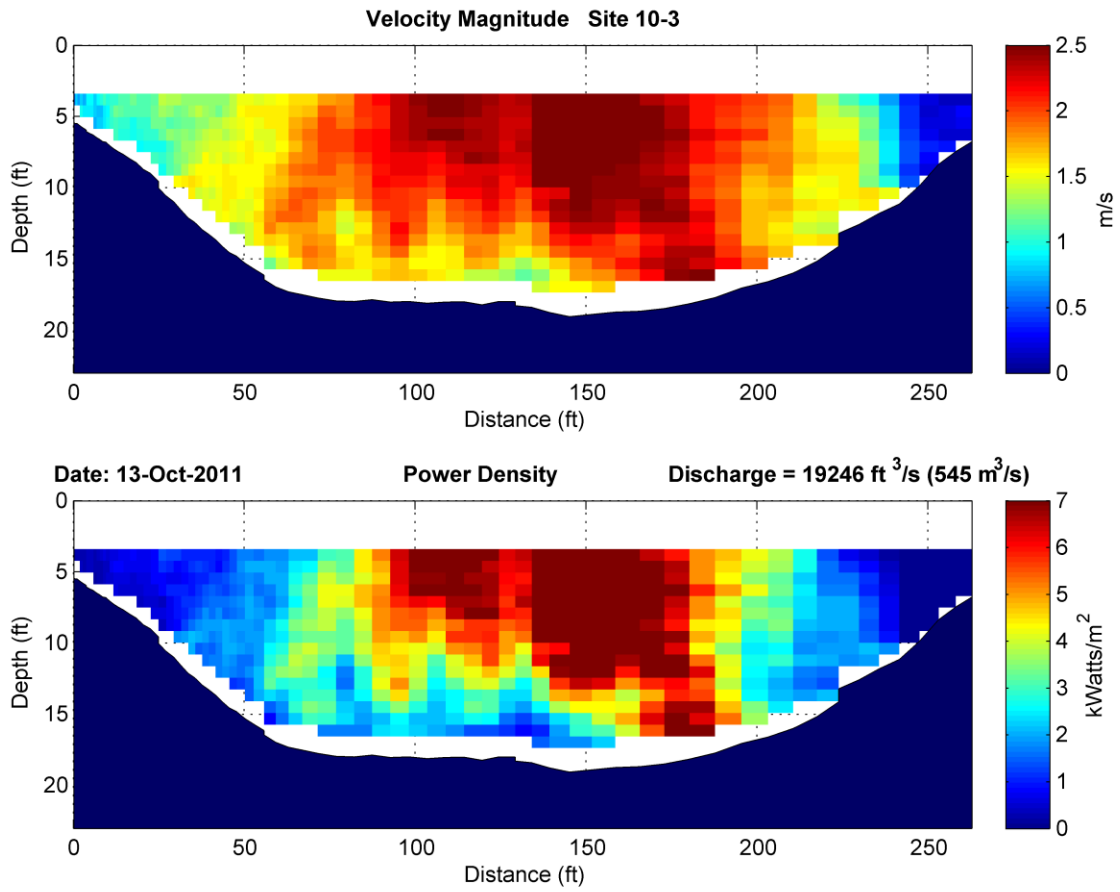 Velocity Magnitude Site 10-3
0
5
10
15
20
Depth (ft)
0 50 100 150 200 250
Distance (ft)
2.5
2
1.5
1
0.5
0
m/s
Date: 13-Oct-2011 Power Density Discharge = 19246 ft ³/s (545 m³/s)
0
5
10
15
20
Depth (ft)
0 50 100 150 200 250
Distance (ft)
7
6
5
4
3
2
1
0
kWatts/m²